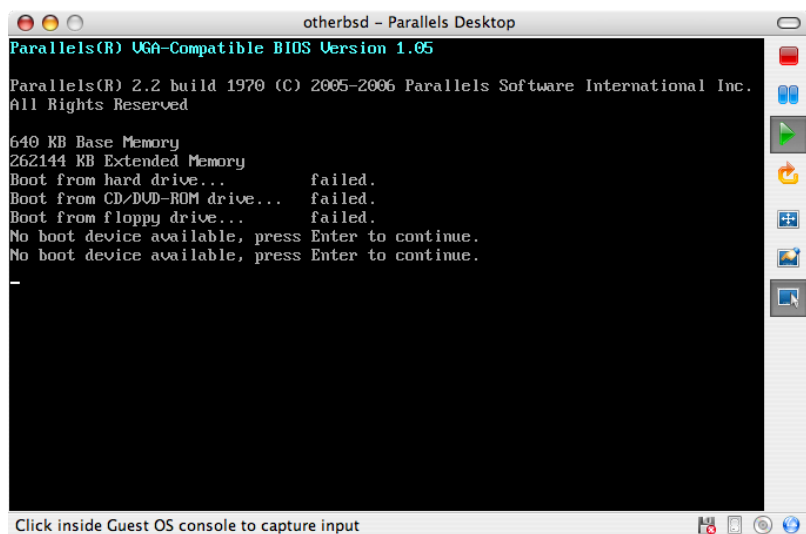 otherbsd – Parallels Desktop
Parallels(R) VGA-Compatible BIOS Version 1.05
Parallels(R) 2.2 build 1970 (C) 2005-2006 Parallels Software International Inc.
All Rights Reserved
640 KB Base Memory
262144 KB Extended Memory
Boot from hard drive... failed.
Boot from CD/DVD-ROM drive... failed.
Boot from floppy drive... failed.
No boot device available, press Enter to continue.
No boot device available, press Enter to continue.
Click inside Guest OS console to capture input